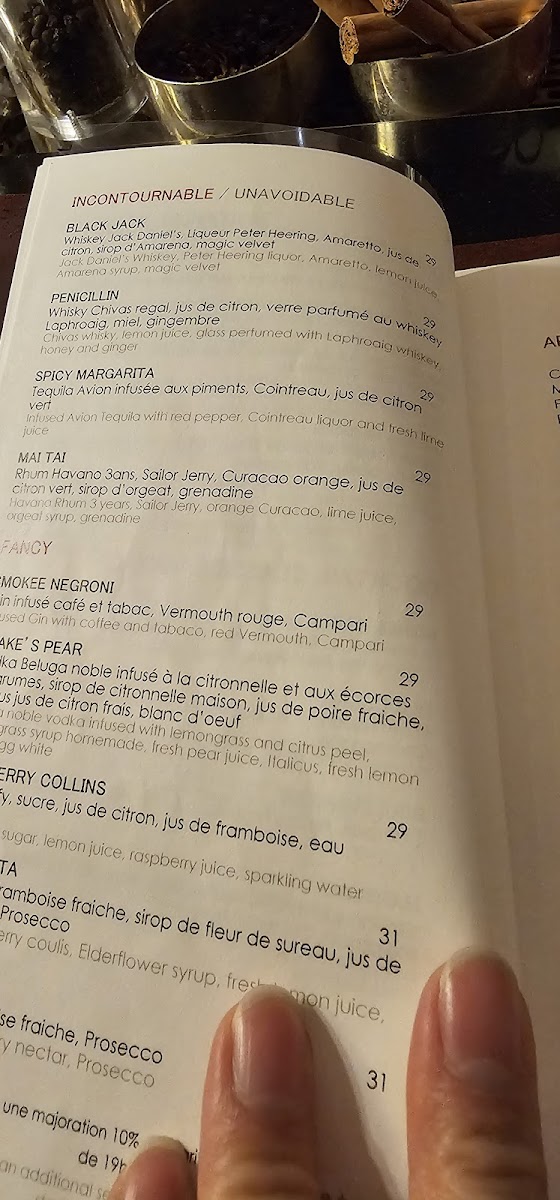 INCONTOURNABLE / UNAVOIDABLE
BLACK JACK
Whiskey Jack Daniel's, Liqueur Peter Heering, Amaretto, jus de 29
citron, sirop d'Amarena, magic velvet
Jack Daniel's Whiskey, Peter Heering liquor, Amaretto, lemon juice,
Amarena syrup, magic velvet
PENICILLIN 29
Whisky Chivas regal, jus de citron, verre parfumé au whiskey
Laphroaig, miel, gingembre
Chivas whisky, lemon juice, glass perfumed with Laphroaig whiskey,
honey and ginger
SPICY MARGARITA 29
Tequila Avion infusée aux piments, Cointreau, jus de citron
vert
Infused Avion Tequila with red pepper, Cointreau liquor and fresh lime
juice
MAI TAI 29
Rhum Havano 3ans, Sailor Jerry, Curacao orange, jus de
citron vert, sirop d'orgeat, grenadine
Havana Rhum 3 years, Sailor Jerry, orange Curacao, lime juice,
orgeat syrup, grenadine
FANCY
MOKEE NEGRONI 29
in infusé café et tabac, Vermouth rouge, Campari
used Gin with coffee and tabaco, red Vermouth, Campari
AKE'S PEAR 29
ka Beluga noble infusé à la citronnelle et aux écorces
rumes, sirop de citronnelle maison, jus de poire fraiche,
us jus de citron frais, blanc d'oeuf
noble vodka infused with lemongrass and citrus peel,
grass syrup homemade, fresh pear juice, Italicus, fresh lemon
gg white
ERRY COLLINS 29
fy, sucre, jus de citron, jus de framboise, eau
sugar, lemon juice, raspberry juice, sparkling water
TA 31
ramboise fraiche, sirop de fleur de sureau, jus de
Prosecco
erry coulis, Elderflower syrup, fresh lemon juice,
se fraiche, Prosecco 31
y nectar, Prosecco
une majoration 10%
de 19h
an additional se